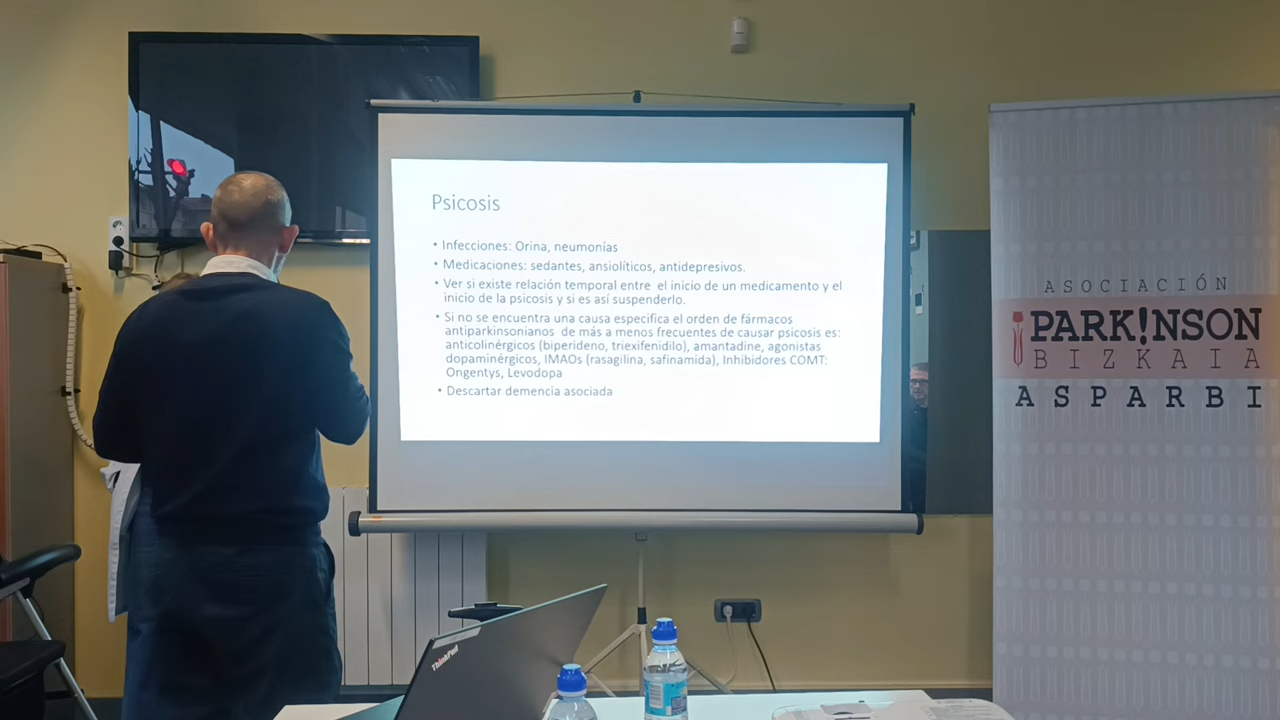 Psicosis
• Infecciones: Orina, neumonías
• Medicaciones: sedantes, ansiolíticos, antidepresivos.
• Ver si existe relación temporal entre el inicio de un medicamento y el
inicio de la psicosis y si es así suspenderlo.
• Si no se encuentra una causa especifica el orden de fármacos
antiparkinsonianos de más a menos frecuentes de causar psicosis es:
anticolinérgicos (biperideno, triexifenidilo), amantadine, agonistas
dopaminérgicos, IMAOs (rasagilina, safinamida), Inhibidores COMT:
Ongentys, Levodopa
• Descartar demencia asociada
ASOCIACIÓN
PARK!NSON
BIZKAIA
ASPARBI
ThinkPad